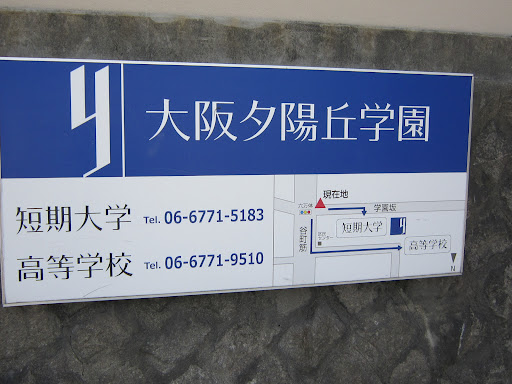 大阪夕陽丘学園
短期大学 Tel. 06-6771-5183
高等学校 Tel. 06-6771-9510
現在地
学園坂
谷町筋
短期大学
高等学校
N